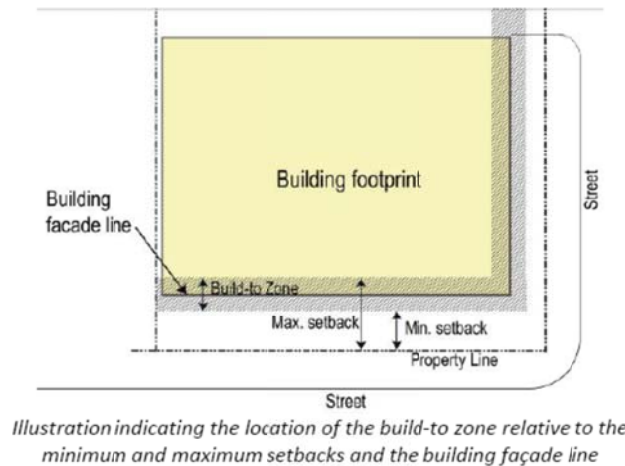 Building footprint
Street
Building
facade line
Build-to Zone
Max. setback
Min. setback
Property Line
Street
Illustration indicating the location of the build-to zone relative to the
minimum and maximum setbacks and the building façade line